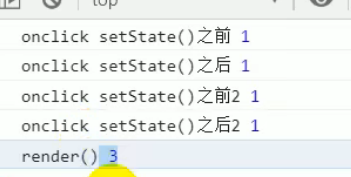 top
onclick setState()之前 1
onclick setState()之后 1
onclick setState()之前2 1
onclick setState()之后2 1
render() 3